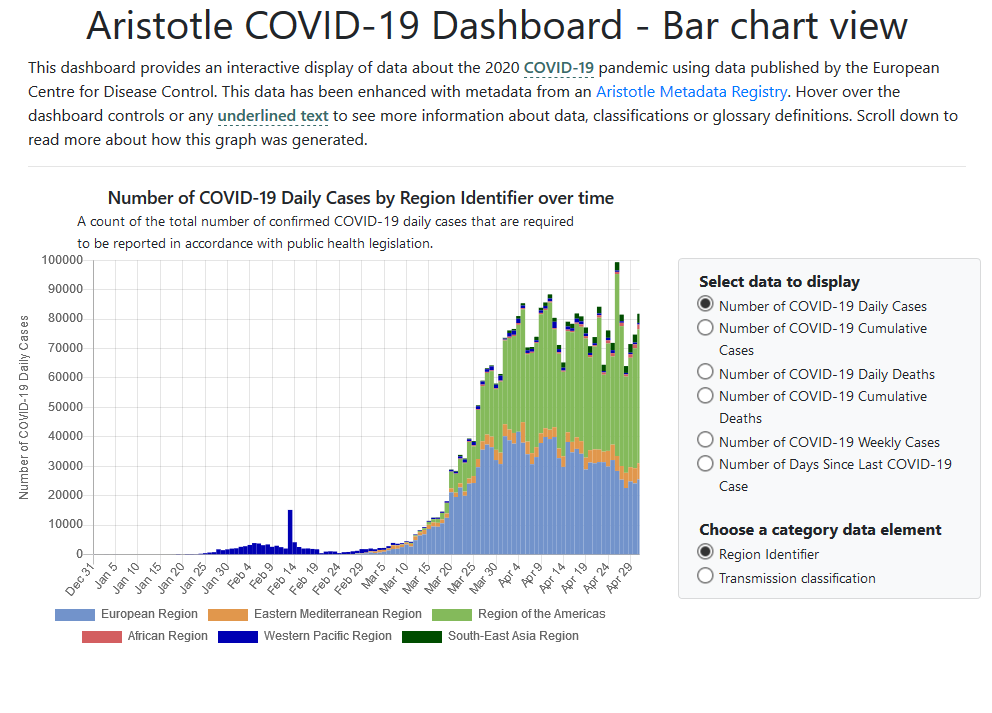 Aristotle COVID-19 Dashboard - Bar chart view
This dashboard provides an interactive display of data about the 2020 COVID-19 pandemic using data published by the European
Centre for Disease Control. This data has been enhanced with metadata from an Aristotle Metadata Registry. Hover over the
dashboard controls or any underlined text to see more information about data, classifications or glossary definitions. Scroll down to
read more about how this graph was generated.
Number of COVID-19 Daily Cases by Region Identifier over time
A count of the total number of confirmed COVID-19 daily cases that are required
to be reported in accordance with public health legislation.
Number of COVID-19 Daily Cases
100000
90000
80000
70000
60000
50000
40000
30000
20000
10000
0
Dec 31
Jan 5
Jan 10
Jan 15
Jan 20
Jan 25
Jan 30
Feb 4
Feb 9
Feb 14
Feb 19
Feb 24
Feb 29
Mar 5
Mar 10
Mar 15
Mar 20
Mar 25
Mar 30
Apr 4
Apr 9
Apr 14
Apr 19
Apr 24
Apr 29
European Region
Eastern Mediterranean Region
Region of the Americas
African Region
Western Pacific Region
South-East Asia Region
Select data to display
Number of COVID-19 Daily Cases
Number of COVID-19 Cumulative
Cases
Number of COVID-19 Daily Deaths
Number of COVID-19 Cumulative
Deaths
Number of COVID-19 Weekly Cases
Number of Days Since Last COVID-19
Case
Choose a category data element
Region Identifier
Transmission classification